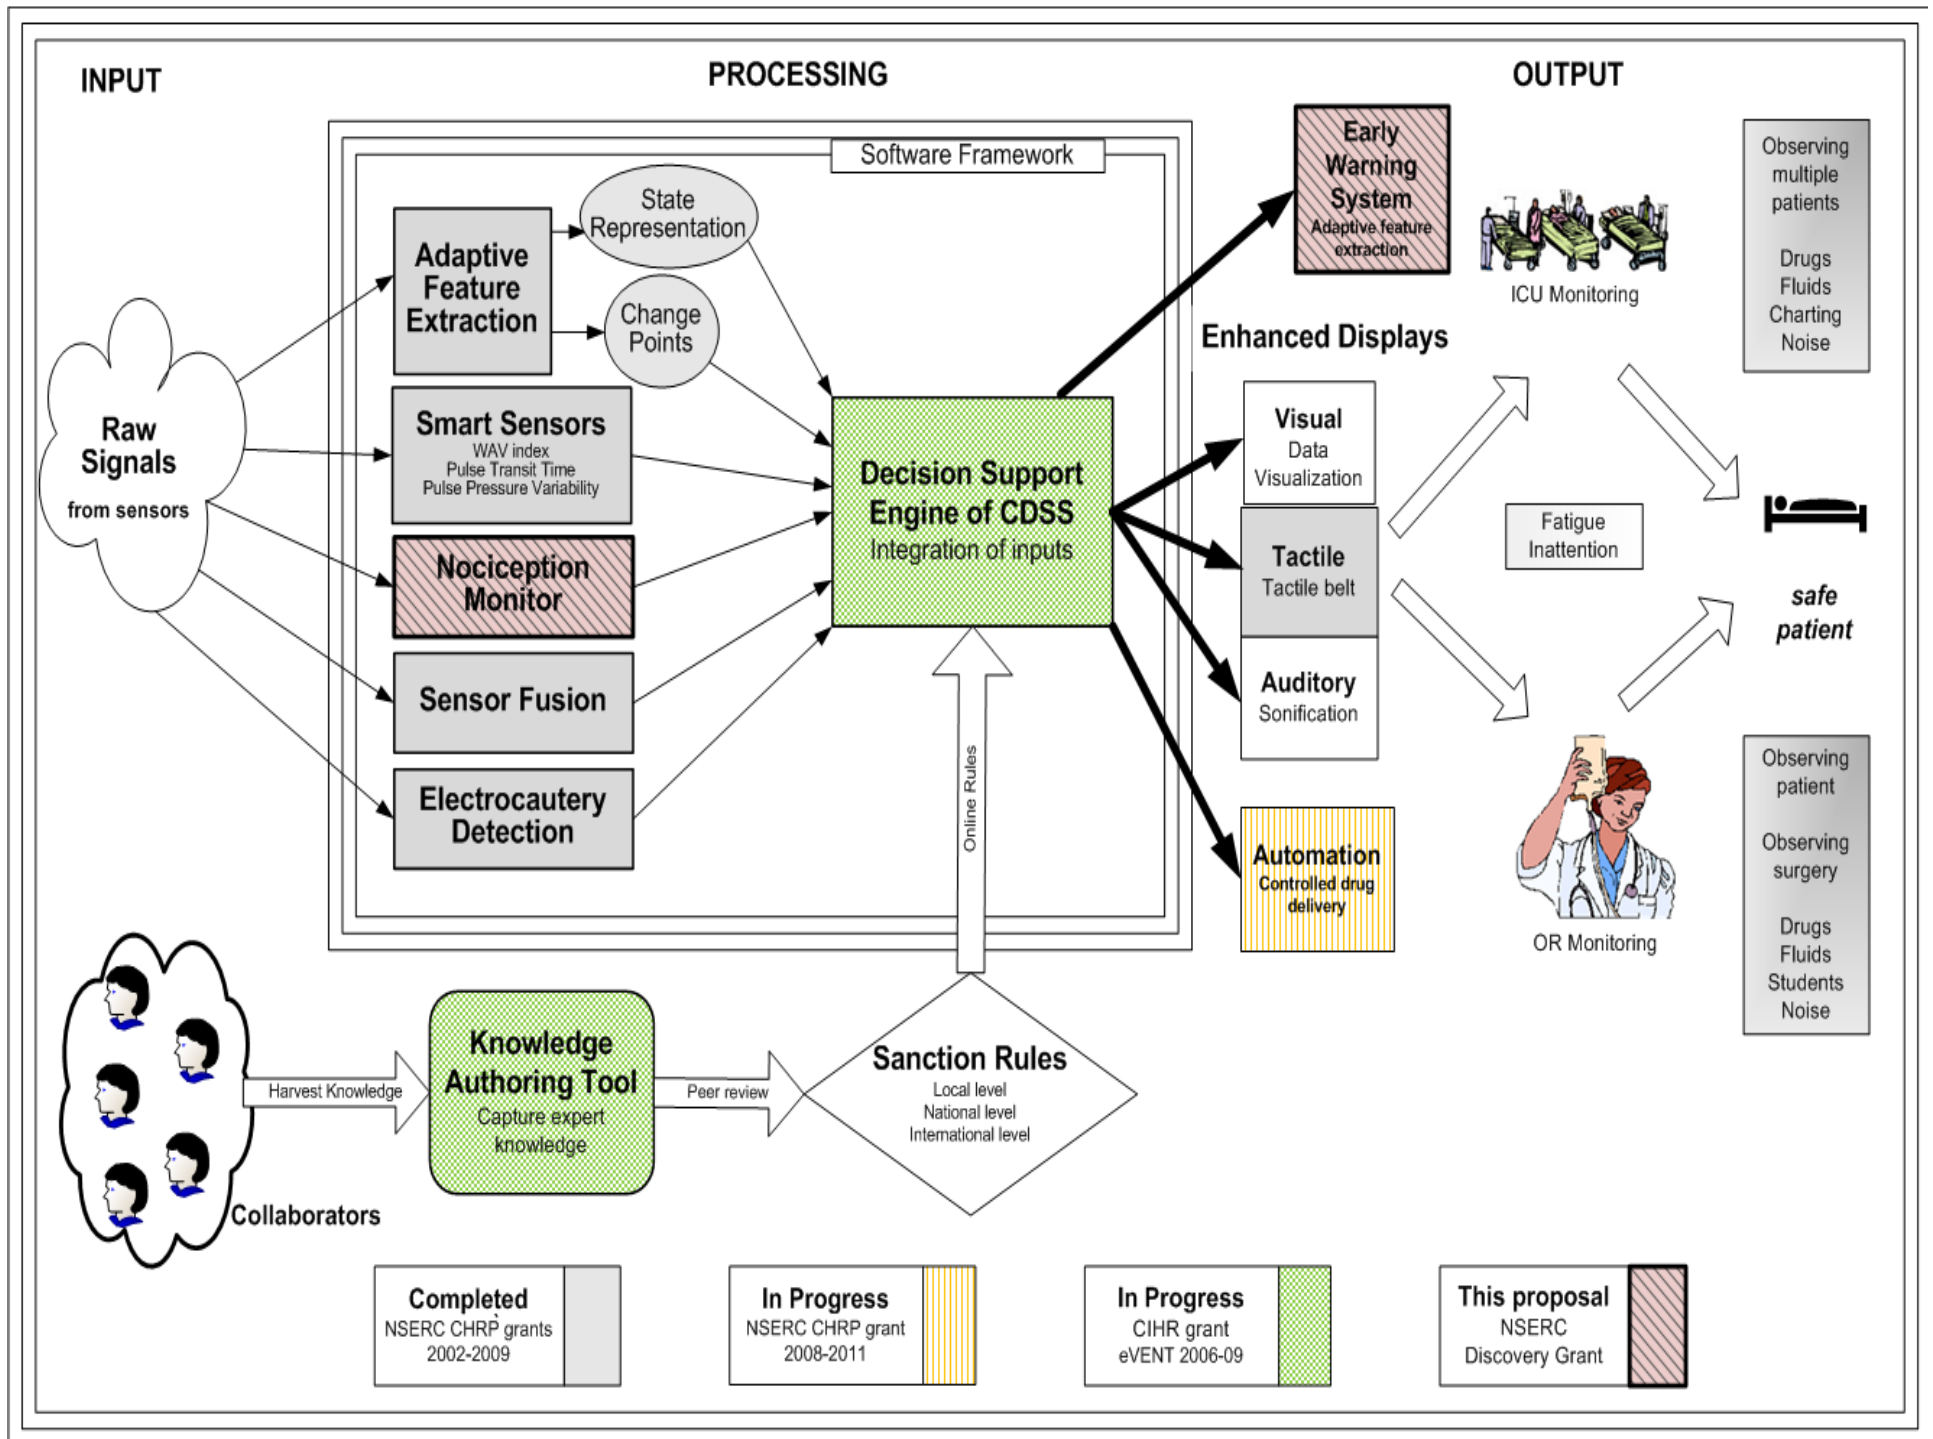 INPUT
PROCESSING
OUTPUT
Software Framework
Raw
Signals
from sensors
Adaptive
Feature
Extraction
State
Representation
Change
Points
Smart Sensors
WAV index
Pulse Transit Time
Pulse Pressure Variability
Nociception
Monitor
Sensor Fusion
Electrocautery
Detection
Decision Support
Engine of CDSS
Integration of inputs
Online Rules
Early
Warning
System
Adaptive feature
extraction
Enhanced Displays
Visual
Data
Visualization
Tactile
Tactile belt
Auditory
Sonification
Automation
Controlled drug
delivery
ICU Monitoring
Fatigue
Inattention
OR Monitoring
Observing
multiple
patients
Drugs
Fluids
Charting
Noise
safe
patient
Observing
patient
Observing
surgery
Drugs
Fluids
Students
Noise
Collaborators
Harvest Knowledge
Knowledge
Authoring Tool
Capture expert
knowledge
Peer review
Sanction Rules
Local level
National level
International level
Completed
NSERC CHRP grants
2002-2009
In Progress
NSERC CHRP grant
2008-2011
In Progress
CIHR grant
eVENT 2006-09
This proposal
NSERC
Discovery Grant